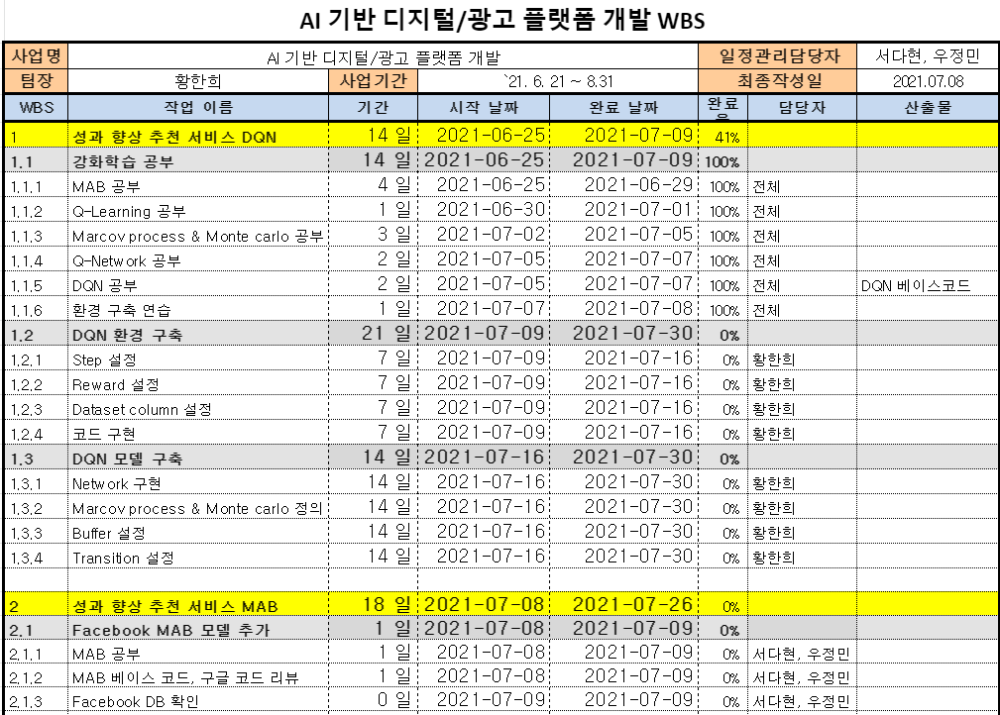 AI 기반 디지털/광고 플랫폼 개발 WBS
사업명 AI 기반 디지털/광고 플랫폼 개발 일정관리담당자 서다현, 우정민
팀장 황한희 사업기간 `21. 6. 21 ~ 8.31 최종작성일 2021.07.08
WBS 작업 이름 기간 시작 날짜 완료 날짜 완료 담당자 산출물
1 성과 향상 추천 서비스 DQN 14 일 2021-06-25 2021-07-09 41%
1.1 강화학습 공부 14 일 2021-06-25 2021-07-09 100%
1.1.1 MAB 공부 4 일 2021-06-25 2021-06-29 100% 전체
1.1.2 Q-Learning 공부 1 일 2021-06-30 2021-07-01 100% 전체
1.1.3 Marcov process & Monte carlo 공부 3 일 2021-07-02 2021-07-05 100% 전체
1.1.4 Q-Network 공부 2 일 2021-07-05 2021-07-07 100% 전체
1.1.5 DQN 공부 2 일 2021-07-05 2021-07-07 100% 전체 DQN 베이스코드
1.1.6 환경 구축 연습 1 일 2021-07-07 2021-07-08 100% 전체
1.2 DQN 환경 구축 21 일 2021-07-09 2021-07-30 0%
1.2.1 Step 설정 7 일 2021-07-09 2021-07-16 0% 황한희
1.2.2 Reward 설정 7 일 2021-07-09 2021-07-16 0% 황한희
1.2.3 Dataset column 설정 7 일 2021-07-09 2021-07-16 0% 황한희
1.2.4 코드 구현 7 일 2021-07-09 2021-07-16 0% 황한희
1.3 DQN 모델 구축 14 일 2021-07-16 2021-07-30 0%
1.3.1 Network 구현 14 일 2021-07-16 2021-07-30 0% 황한희
1.3.2 Marcov process & Monte carlo 정의 14 일 2021-07-16 2021-07-30 0% 황한희
1.3.3 Buffer 설정 14 일 2021-07-16 2021-07-30 0% 황한희
1.3.4 Transition 설정 14 일 2021-07-16 2021-07-30 0% 황한희
2 성과 향상 추천 서비스 MAB 18 일 2021-07-08 2021-07-26 0%
2.1 Facebook MAB 모델 추가 1 일 2021-07-08 2021-07-09 0%
2.1.1 MAB 공부 1 일 2021-07-08 2021-07-09 0% 서다현, 우정민
2.1.2 MAB 베이스 코드, 구글 코드 리뷰 1 일 2021-07-08 2021-07-09 0% 서다현, 우정민
2.1.3 Facebook DB 확인 0 일 2021-07-09 2021-07-09 0% 서다현, 우정민